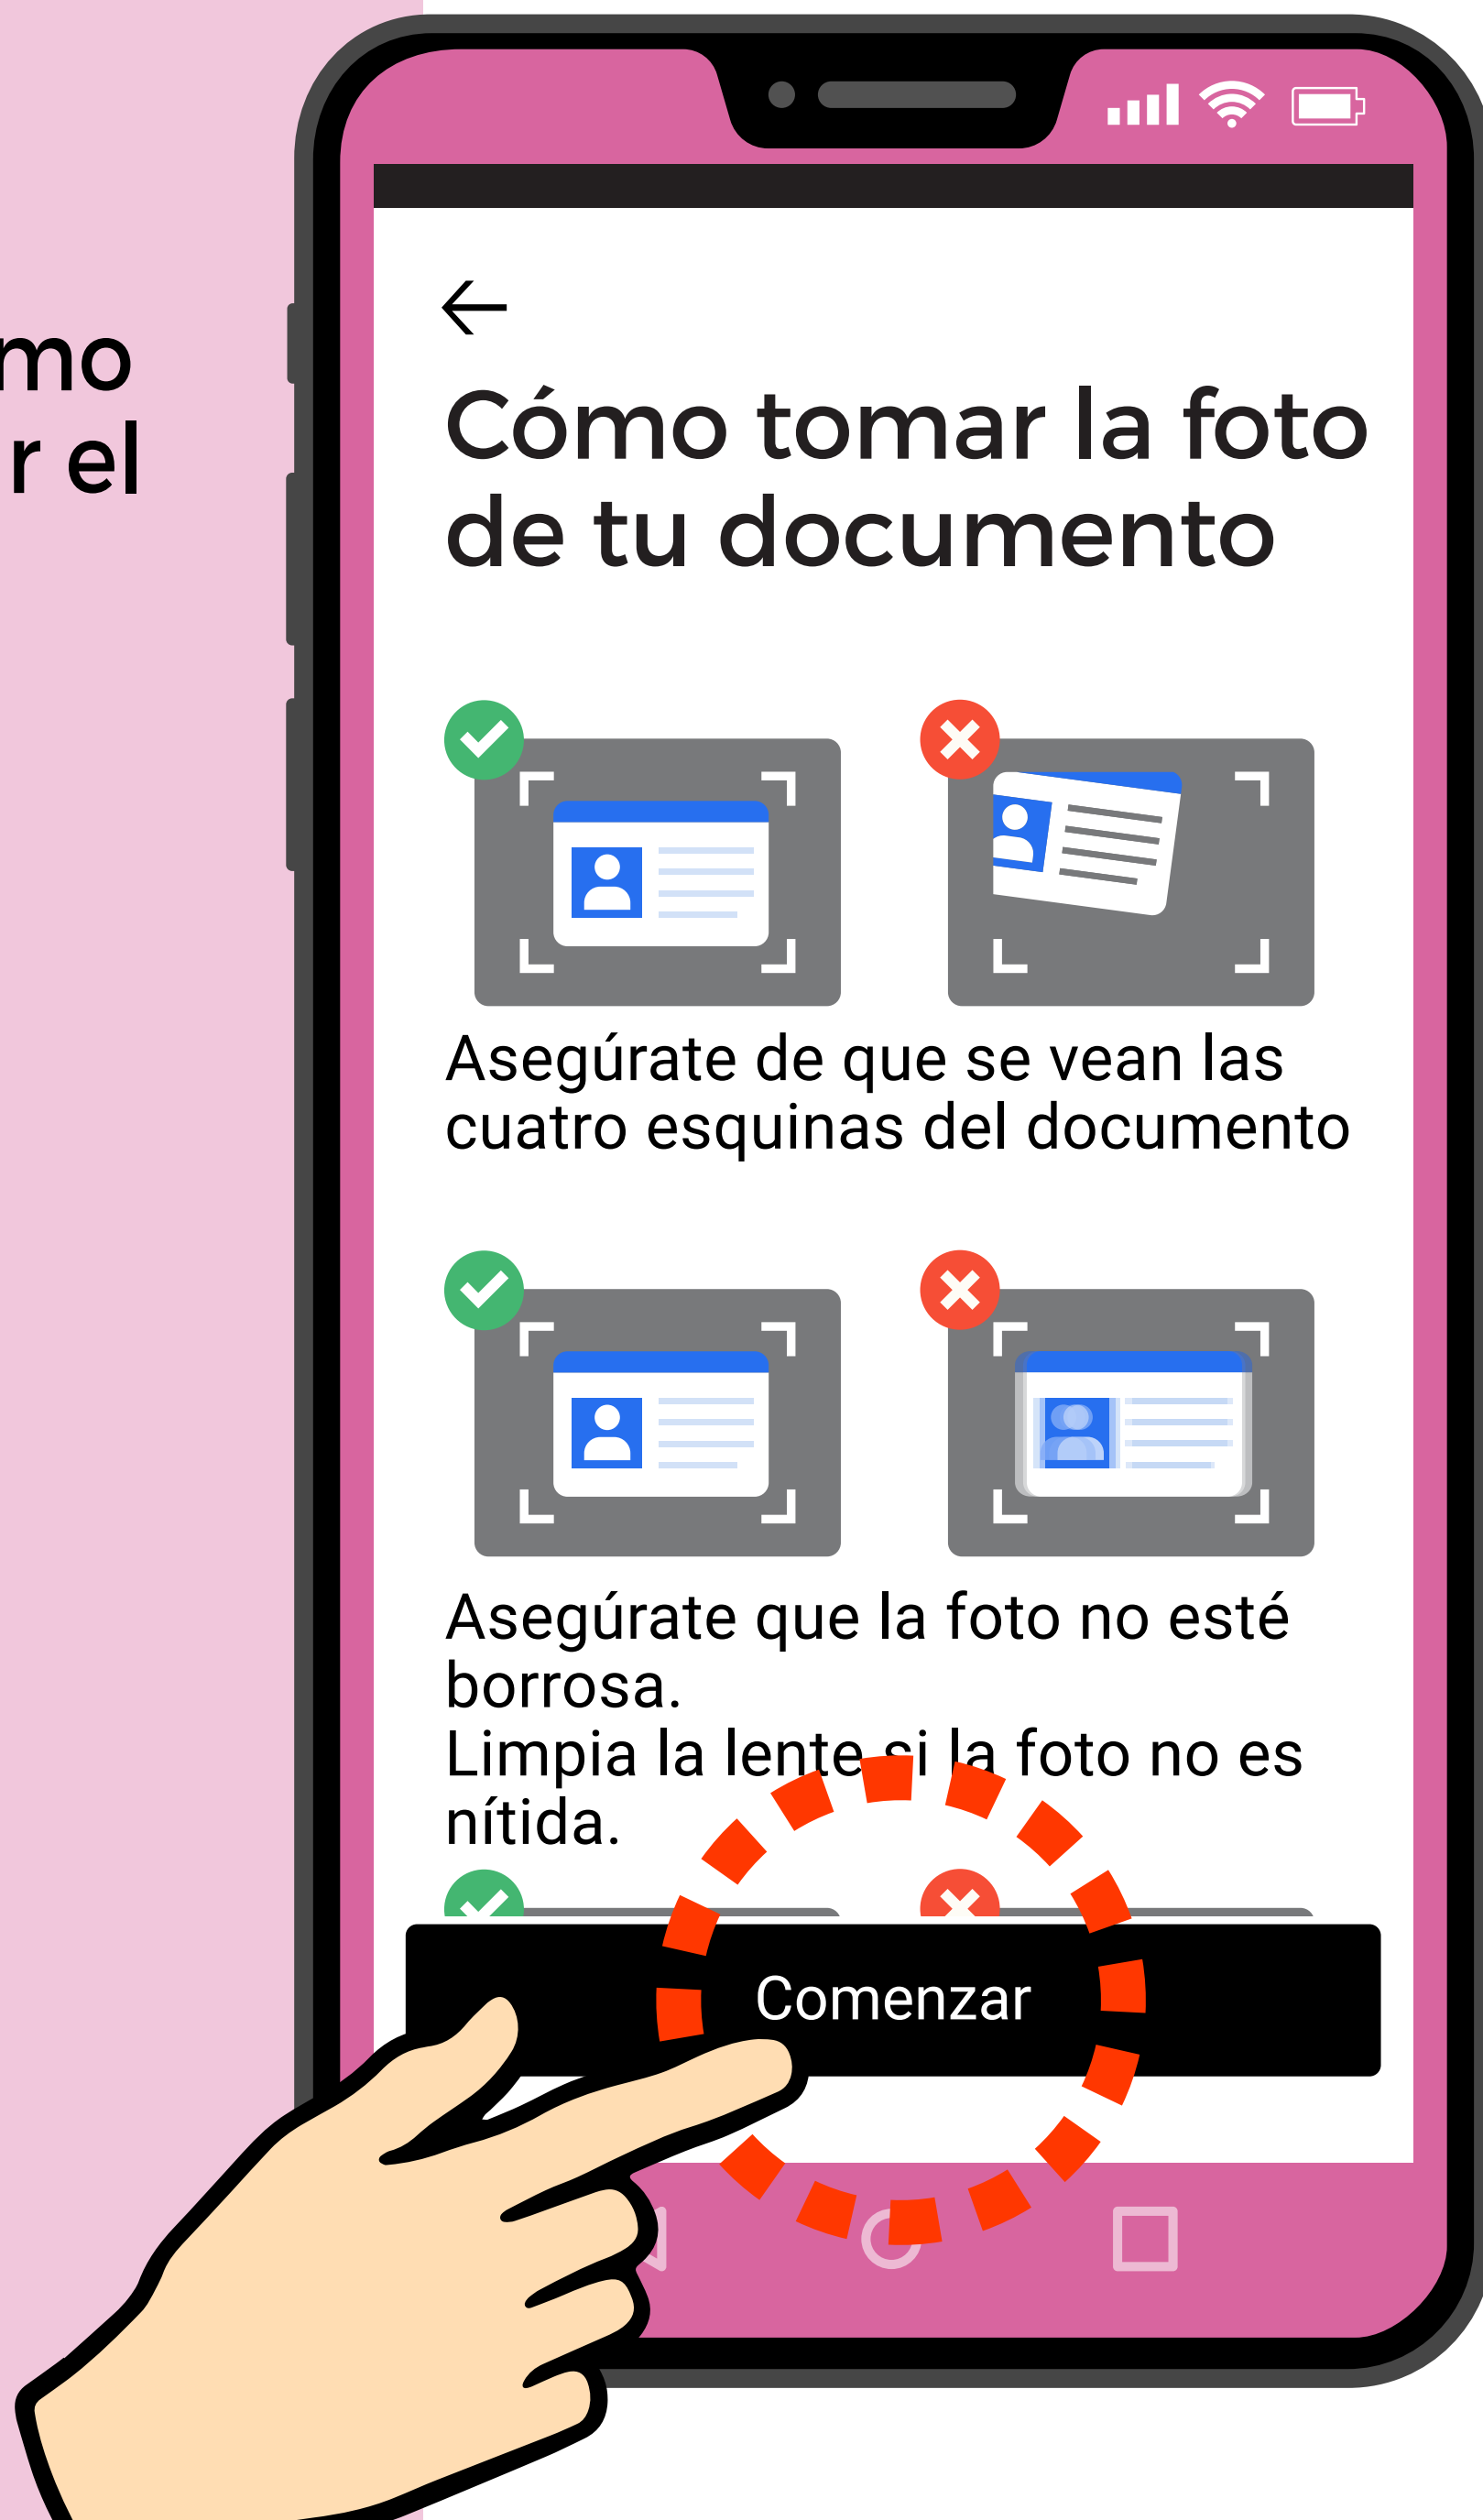 mo
r el
Cómo tomar la foto
de tu documento
Asegúrate de que se vean las
cuatro esquinas del documento
Asegúrate que la foto no esté
borrosa.
Limpia la lente si la foto no es
nítida.
Comenzar